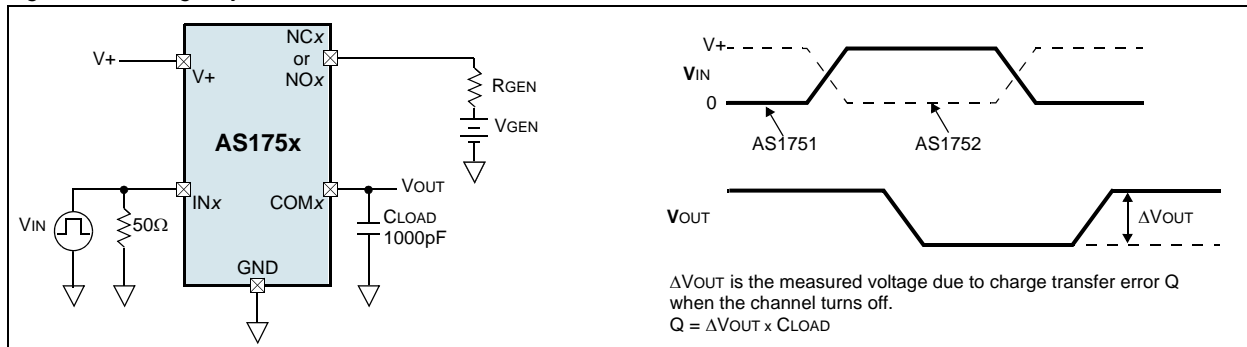 V+
V+
NCx
or
NOx
RGEN
VGEN
AS175x
INx
COMx
VOUT
VIN
50Ω
CLOAD
1000pF
GND
V+
VIN
0
AS1751
AS1752
VOUT
ΔVOUT
ΔVOUT is the measured voltage due to charge transfer error Q
when the channel turns off.
Q = ΔVOUT x CLOAD